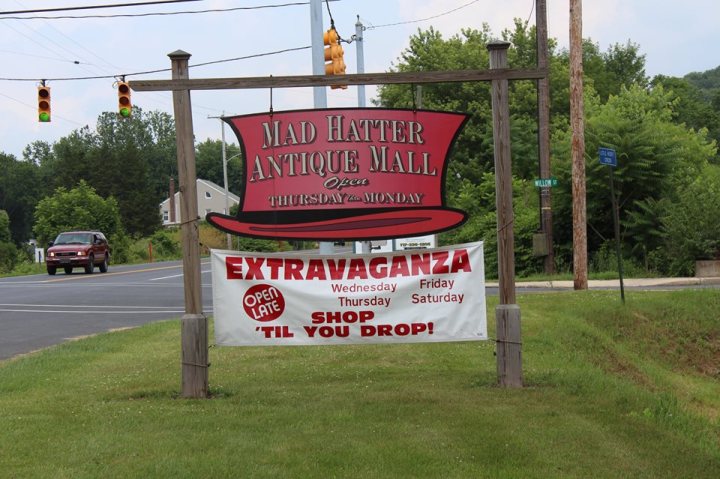 MAD HATTER
ANTIQUE MALL
Open
THURSDAY thru MONDAY
EXTRAVAGANZA
OPEN
LATE
Wednesday Friday
Thursday Saturday
SHOP
'TIL YOU DROP!
WILLOW ST